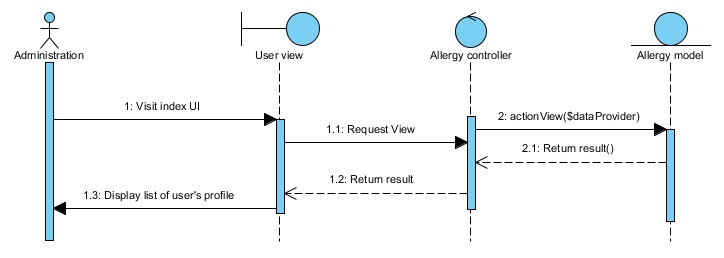 Administration
User view
Allergy controller
Allergy model
1: Visit index UI
1.1: Request View
2: actionView($dataProvider)
2.1: Return result()
1.2: Return result
1.3: Display list of user's profile